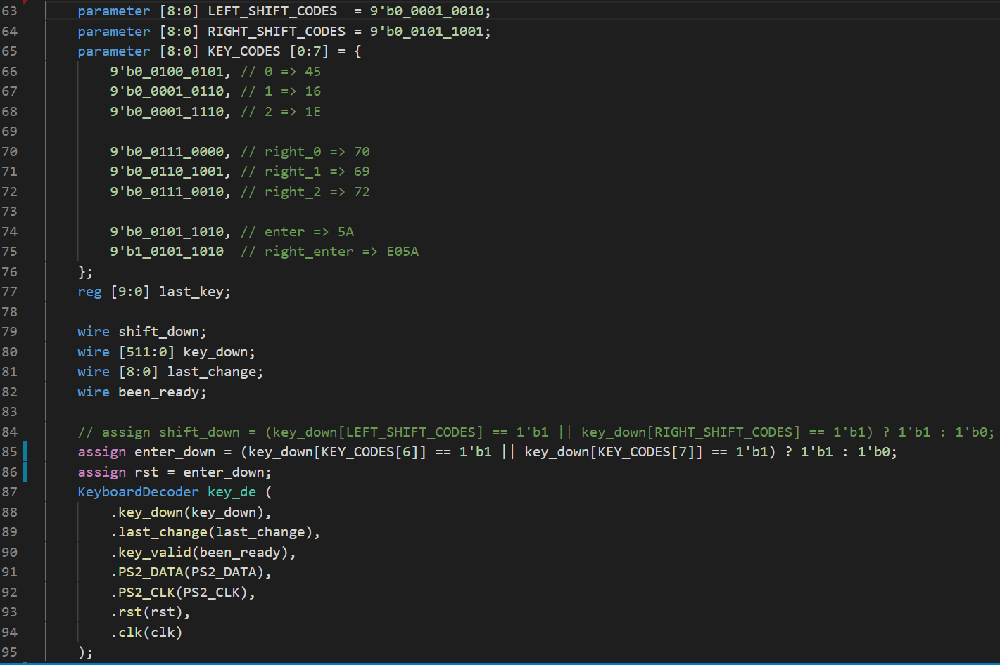 63 parameter [8:0] LEFT_SHIFT_CODES  = 9'b0_0001_0010;
64 parameter [8:0] RIGHT_SHIFT_CODES = 9'b0_0101_1001;
65 parameter [8:0] KEY_CODES [0:7] = {
66     9'b0_0100_0101, // 0 => 45
67     9'b0_0001_0110, // 1 => 16
68     9'b0_0001_1110, // 2 => 1E
69
70     9'b0_0111_0000, // right_0 => 70
71     9'b0_0110_1001, // right_1 => 69
72     9'b0_0111_0010, // right_2 => 72
73
74     9'b0_0101_1010, // enter => 5A
75     9'b1_0101_1010  // right_enter => E05A
76 };
77 reg [9:0] last_key;
78
79 wire shift_down;
80 wire [511:0] key_down;
81 wire [8:0] last_change;
82 wire been_ready;
83
84 // assign shift_down = (key_down[LEFT_SHIFT_CODES] == 1'b1 || key_down[RIGHT_SHIFT_CODES] == 1'b1) ? 1'b1 : 1'b0;
85 assign enter_down = (key_down[KEY_CODES[6]] == 1'b1 || key_down[KEY_CODES[7]] == 1'b1) ? 1'b1 : 1'b0;
86 assign rst = enter_down;
87 KeyboardDecoder key_de (
88     .key_down(key_down),
89     .last_change(last_change),
90     .key_valid(been_ready),
91     .PS2_DATA(PS2_DATA),
92     .PS2_CLK(PS2_CLK),
93     .rst(rst),
94     .clk(clk)
95 );